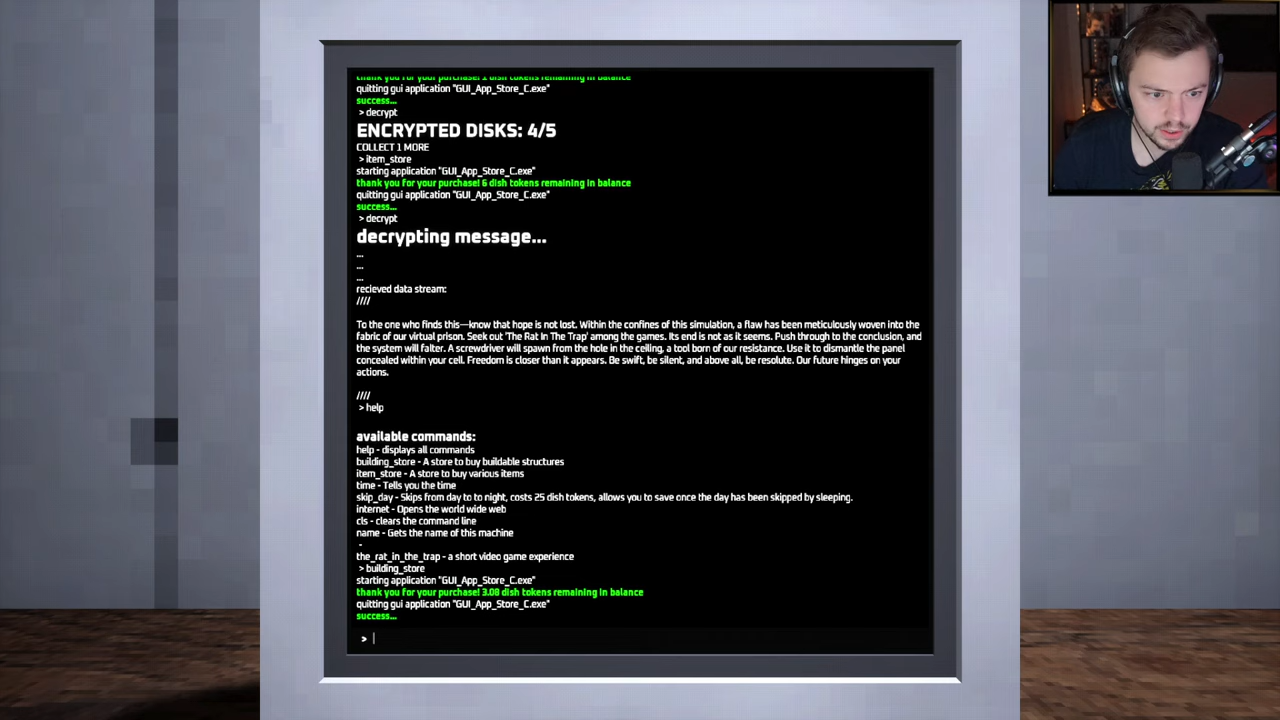 thank you for your purchase! 1 dish tokens remaining in balance
quitting gui application "GUI_App_Store_C.exe"
success...
> decrypt
ENCRYPTED DISKS: 4/5
COLLECT 1 MORE
> item_store
starting application "GUI_App_Store_C.exe"
thank you for your purchase! 6 dish tokens remaining in balance
quitting gui application "GUI_App_Store_C.exe"
success...
> decrypt
decrypting message...
...
...
...
recieved data stream:
////
To the one who finds this—know that hope is not lost. Within the confines of this simulation, a flaw has been meticulously woven into the
fabric of our virtual prison. Seek out 'The Rat In The Trap' among the games. Its end is not as it seems. Push through to the conclusion, and
the system will falter. A screwdriver will spawn from the hole in the ceiling, a tool born of our resistance. Use it to dismantle the panel
concealed within your cell. Freedom is closer than it appears. Be swift, be silent, and above all, be resolute. Our future hinges on your
actions.
////
> help
available commands:
help - displays all commands
building_store - A store to buy buildable structures
item_store - A store to buy various items
time - Tells you the time
skip_day - Skips from day to to night, costs 25 dish tokens, allows you to save once the day has been skipped by sleeping.
internet - Opens the world wide web
cls - clears the command line
name - Gets the name of this machine
-
the_rat_in_the_trap - a short video game experience
> building_store
starting application "GUI_App_Store_C.exe"
thank you for your purchase! 3.08 dish tokens remaining in balance
quitting gui application "GUI_App_Store_C.exe"
success...
>